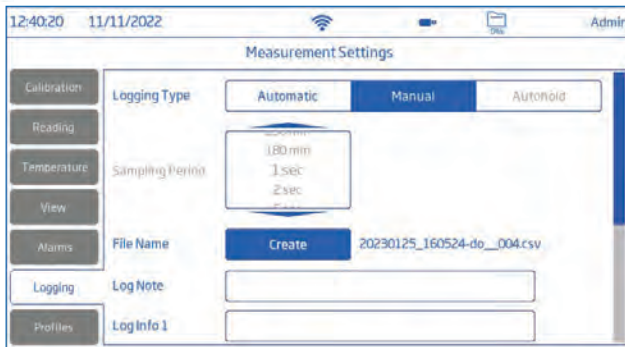 12:40:20 11/11/2022 Admin
Measurement Settings
Calibration
Logging Type Automatic Manual Autohold
Reading
180 min
Temperature Sampling Period 1 sec
2 sec
View
Alarms File Name Create 20230125_160524-do__004.csv
Logging Log Note
Profiles Log Info 1